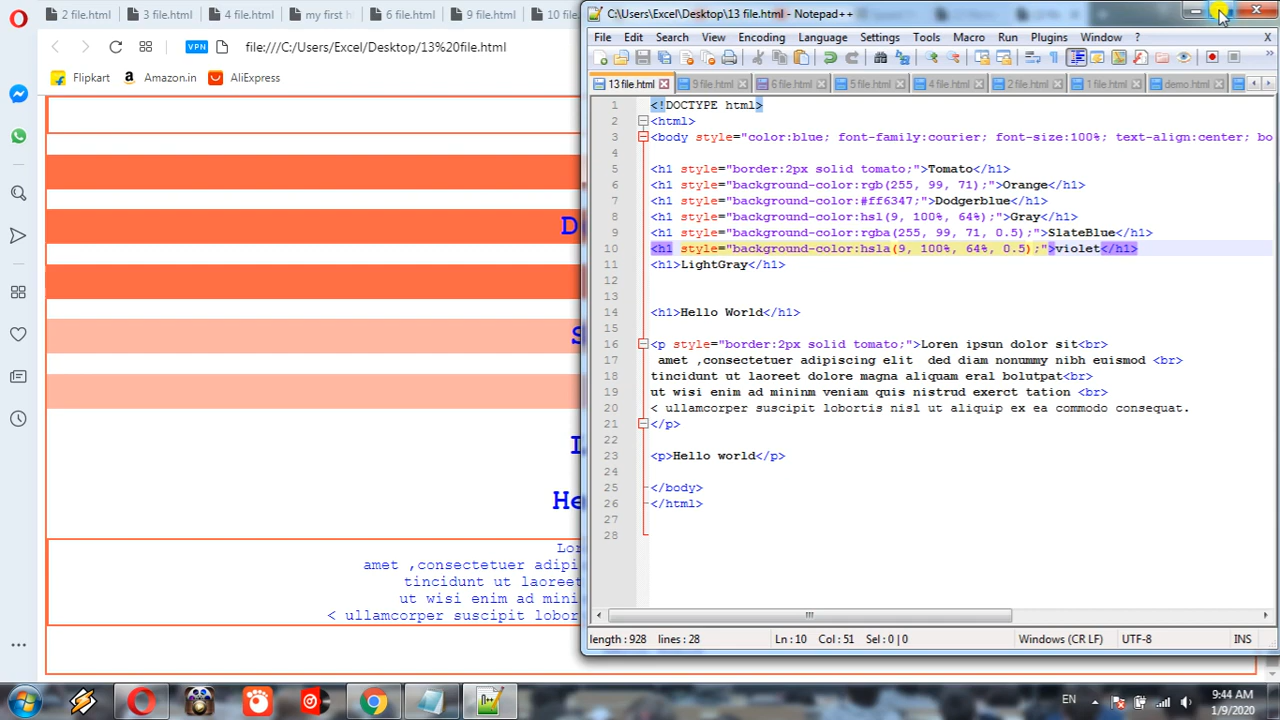 2 file.html
3 file.html
4 file.html
my first h
6 file.html
9 file.html
10 file
VPN
file:///C:/Users/Excel/Desktop/13%20file.html
Flipkart
Amazon.in
AliExpress
D
S
L
He
Lor
amet ,consectetuer adipi
tincidunt ut laoreet
ut wisi enim ad mini
< ullamcorper suscipit lobor
C:\Users\Excel\Desktop\13 file.html - Notepad++
File Edit Search View Encoding Language Settings Tools Macro Run Plugins Window ? X
13 file.html 9 file.html 6 file.html 5 file.html 4 file.html 2 file.html 1 file.html demo.html
1 <!DOCTYPE html>
2 <html>
3 <body style="color:blue; font-family:courier; font-size:100%; text-align:center; bo
4
5 <h1 style="border:2px solid tomato;">Tomato</h1>
6 <h1 style="background-color:rgb(255, 99, 71);">Orange</h1>
7 <h1 style="background-color:#ff6347;">Dodgerblue</h1>
8 <h1 style="background-color:hsl(9, 100%, 64%);">Gray</h1>
9 <h1 style="background-color:rgba(255, 99, 71, 0.5);">SlateBlue</h1>
10 <h1 style="background-color:hsla(9, 100%, 64%, 0.5);">violet</h1>
11 <h1>LightGray</h1>
12
13
14 <h1>Hello World</h1>
15
16 <p style="border:2px solid tomato;">Loren ipsun dolor sit<br>
17 amet ,consectetuer adipiscing elit  ded diam nonummy nibh euismod <br>
18 tincidunt ut laoreet dolore magna aliquam eral bolutpat<br>
19 ut wisi enim ad mininm veniam quis nistrud exerct tation <br>
20 < ullamcorper suscipit lobortis nisl ut aliquip ex ea commodo consequat.
21 </p>
22
23 <p>Hello world</p>
24
25 </body>
26 </html>
27
28
length : 928 lines : 28 Ln : 10 Col : 51 Sel : 0 | 0 Windows (CR LF) UTF-8 INS
EN
9:44 AM
1/9/2020